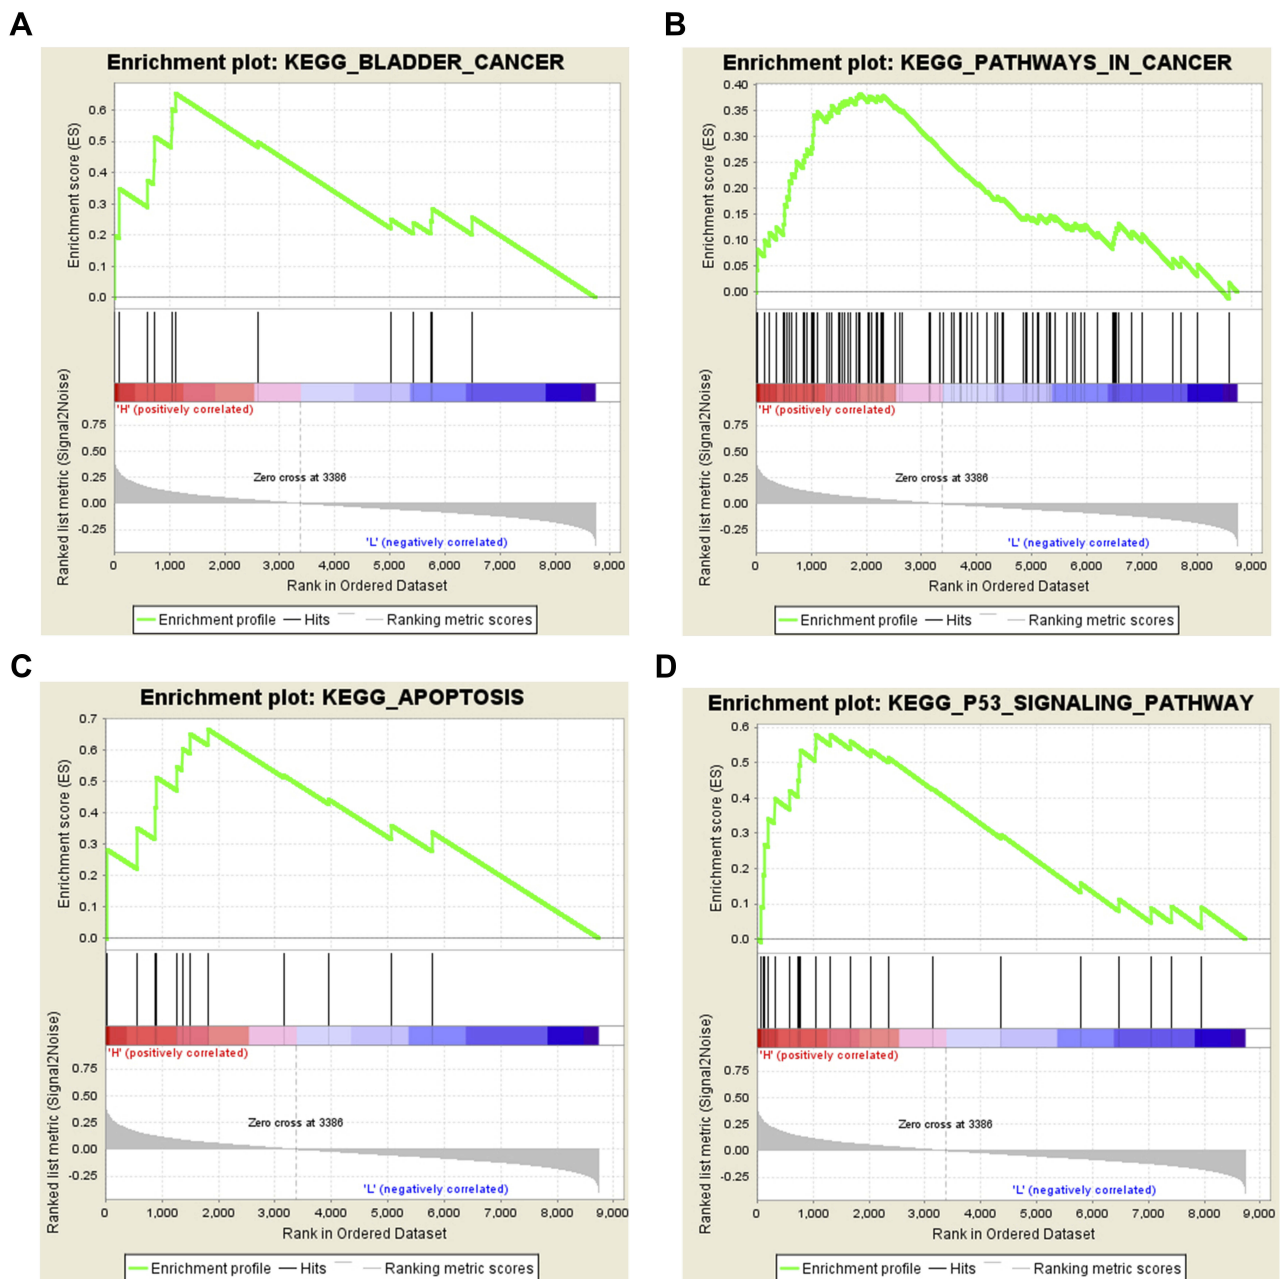 A
Enrichment plot: KEGG_BLADDER_CANCER
Enrichment score (ES)
0.6
0.5
0.4
0.3
0.2
0.1
0.0
'H' (positively correlated)
Ranked list metric (Signal2Noise)
0.75
0.50
0.25
0.00
-0.25
Zero cross at 3386
'L' (negatively correlated)
0 1,000 2,000 3,000 4,000 5,000 6,000 7,000 8,000 9,000
Rank in Ordered Dataset
Enrichment profile Hits Ranking metric scores
B
Enrichment plot: KEGG_PATHWAYS_IN_CANCER
Enrichment score (ES)
0.40
0.35
0.30
0.25
0.20
0.15
0.10
0.05
0.00
'H' (positively correlated)
Ranked list metric (Signal2Noise)
0.75
0.50
0.25
0.00
-0.25
Zero cross at 3386
'L' (negatively correlated)
0 1,000 2,000 3,000 4,000 5,000 6,000 7,000 8,000 9,000
Rank in Ordered Dataset
Enrichment profile Hits Ranking metric scores
C
Enrichment plot: KEGG_APOPTOSIS
Enrichment score (ES)
0.7
0.6
0.5
0.4
0.3
0.2
0.1
0.0
'H' (positively correlated)
Ranked list metric (Signal2Noise)
0.75
0.50
0.25
0.00
-0.25
Zero cross at 3386
'L' (negatively correlated)
0 1,000 2,000 3,000 4,000 5,000 6,000 7,000 8,000 9,000
Rank in Ordered Dataset
Enrichment profile Hits Ranking metric scores
D
Enrichment plot: KEGG_P53_SIGNALING_PATHWAY
Enrichment score (ES)
0.6
0.5
0.4
0.3
0.2
0.1
0.0
'H' (positively correlated)
Ranked list metric (Signal2Noise)
0.75
0.50
0.25
0.00
-0.25
Zero cross at 3386
'L' (negatively correlated)
0 1,000 2,000 3,000 4,000 5,000 6,000 7,000 8,000 9,000
Rank in Ordered Dataset
Enrichment profile Hits Ranking metric scores